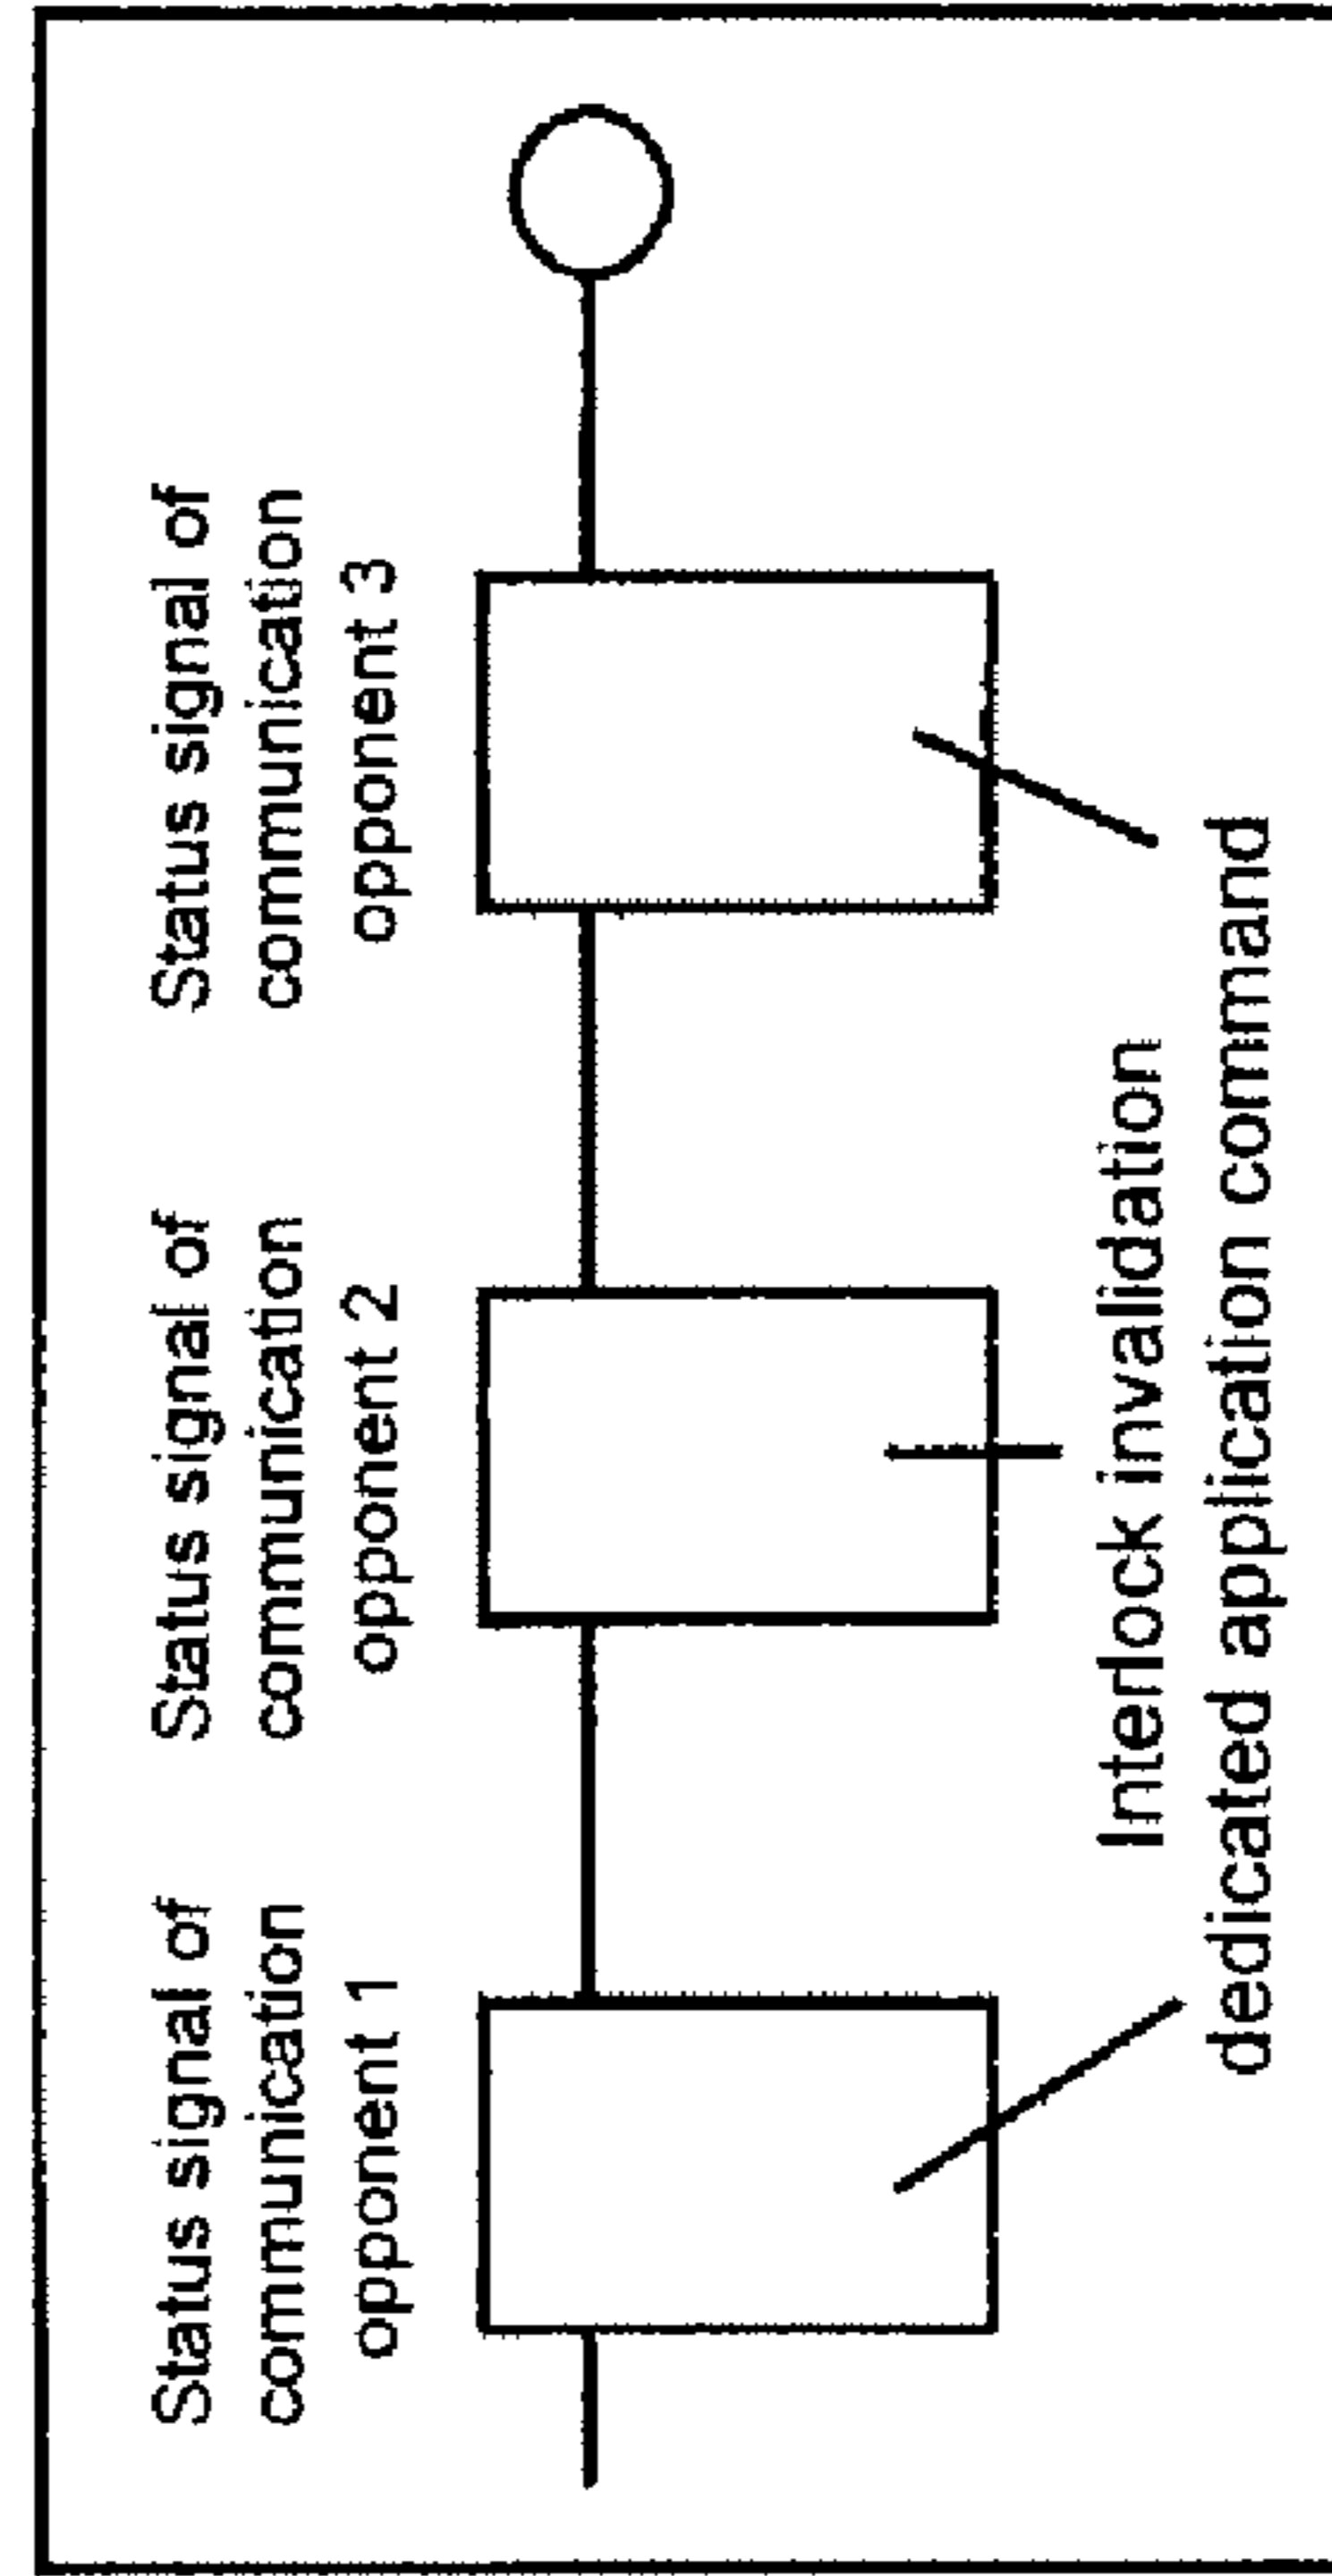 Status signal of
communication
opponent 1
Status signal of
communication
opponent 2
Status signal of
communication
opponent 3
Interlock invalidation
dedicated application command